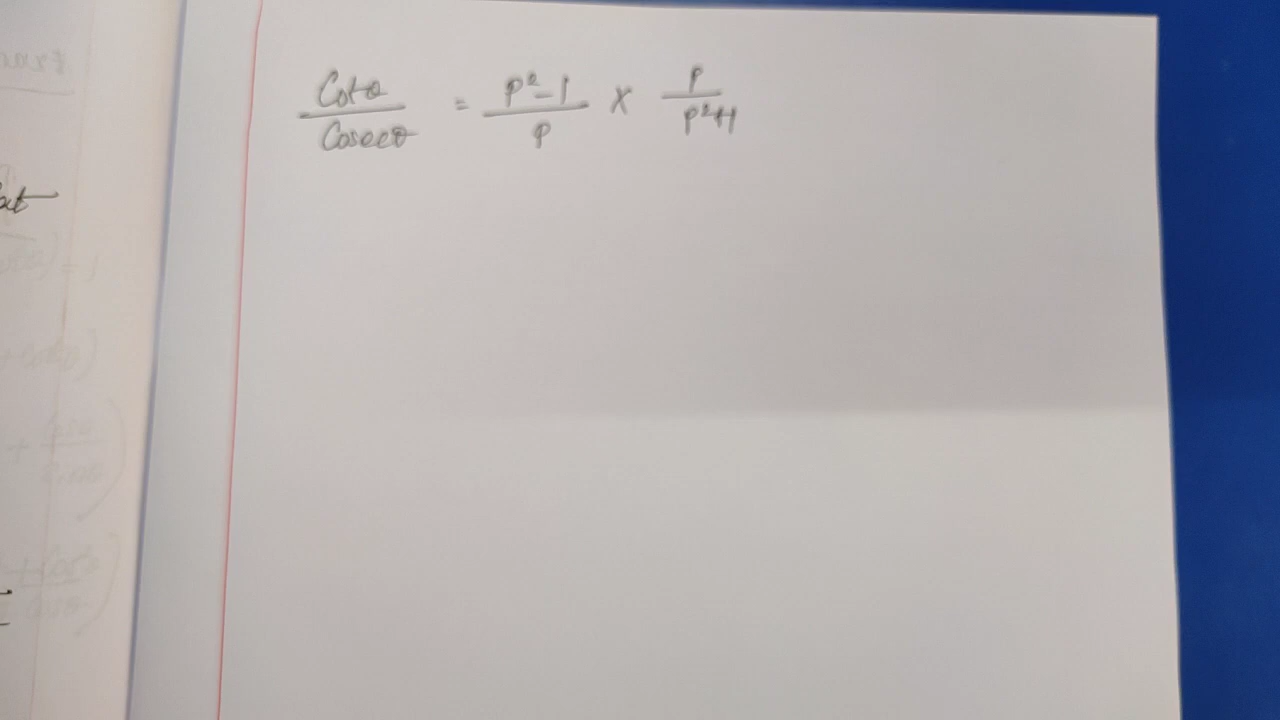 Cotθ / Cosecθ = P²-1 / P × P / P²+1